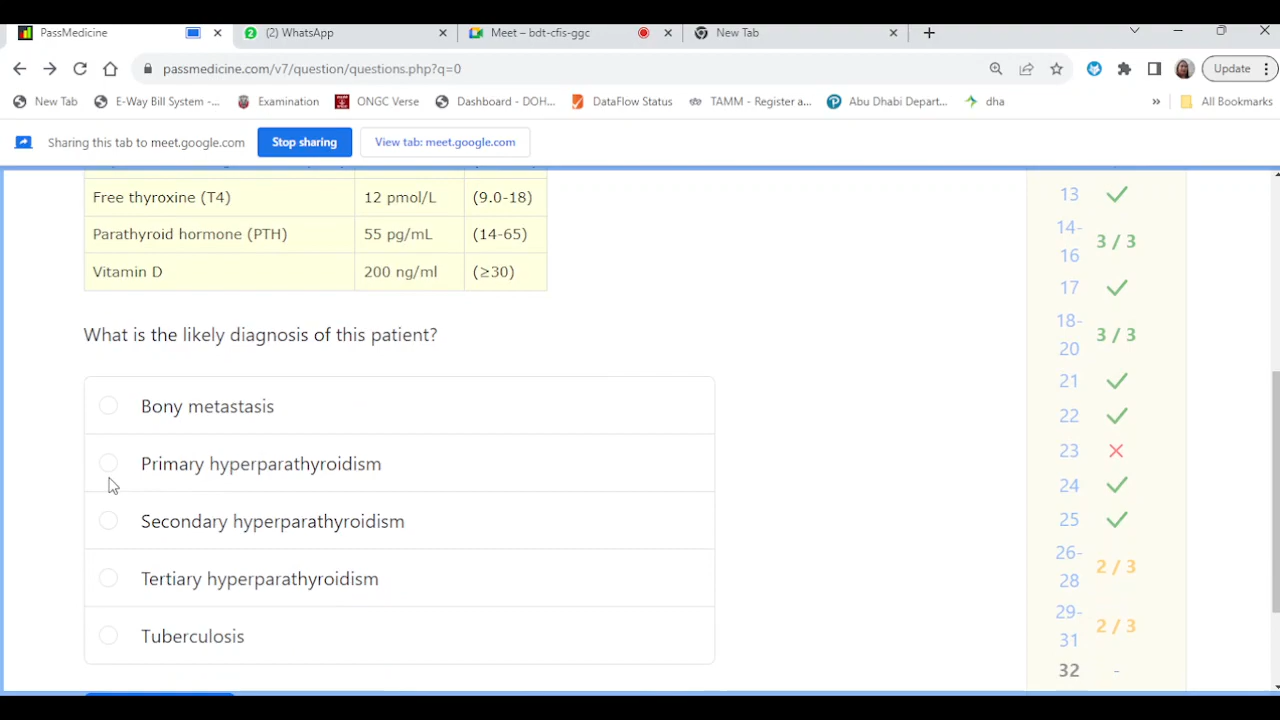 PassMedicine
(2) WhatsApp
Meet – bdt-cfis-ggc
New Tab
passmedicine.com/v7/question/questions.php?q=0
Update
New Tab
E-Way Bill System -...
Examination
ONGC Verse
Dashboard - DOH...
DataFlow Status
TAMM - Register a...
Abu Dhabi Depart...
dha
»
All Bookmarks
Sharing this tab to meet.google.com
Stop sharing
View tab: meet.google.com
Free thyroxine (T4) 12 pmol/L (9.0-18)
Parathyroid hormone (PTH) 55 pg/mL (14-65)
Vitamin D 200 ng/ml (≥30)
What is the likely diagnosis of this patient?
Bony metastasis
Primary hyperparathyroidism
Secondary hyperparathyroidism
Tertiary hyperparathyroidism
Tuberculosis
13
14-
16
3 / 3
17
18-
20
3 / 3
21
22
23
24
25
26-
28
2 / 3
29-
31
2 / 3
32 -